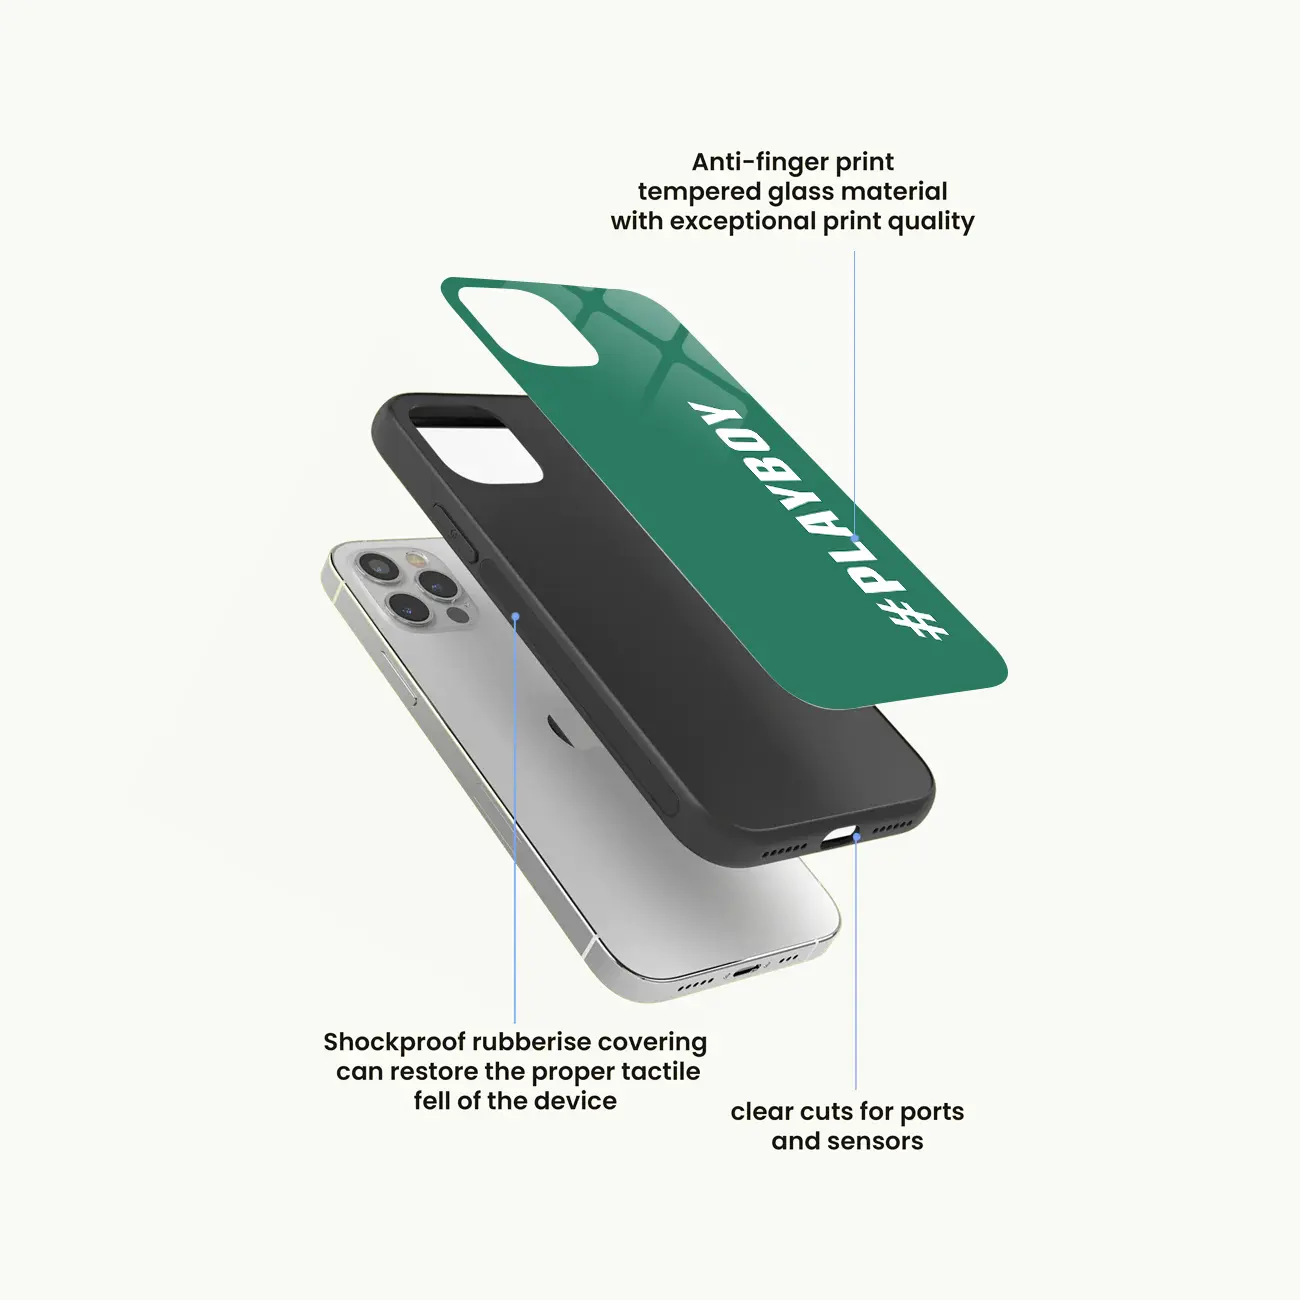 Anti-finger print
tempered glass material
with exceptional print quality
#PLAYBOY
Shockproof rubberise covering
can restore the proper tactile
fell of the device
clear cuts for ports
and sensors